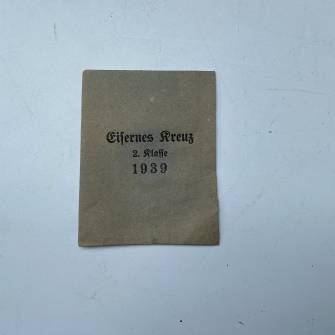 Eisernes Kreuz
2. Klasse
1939